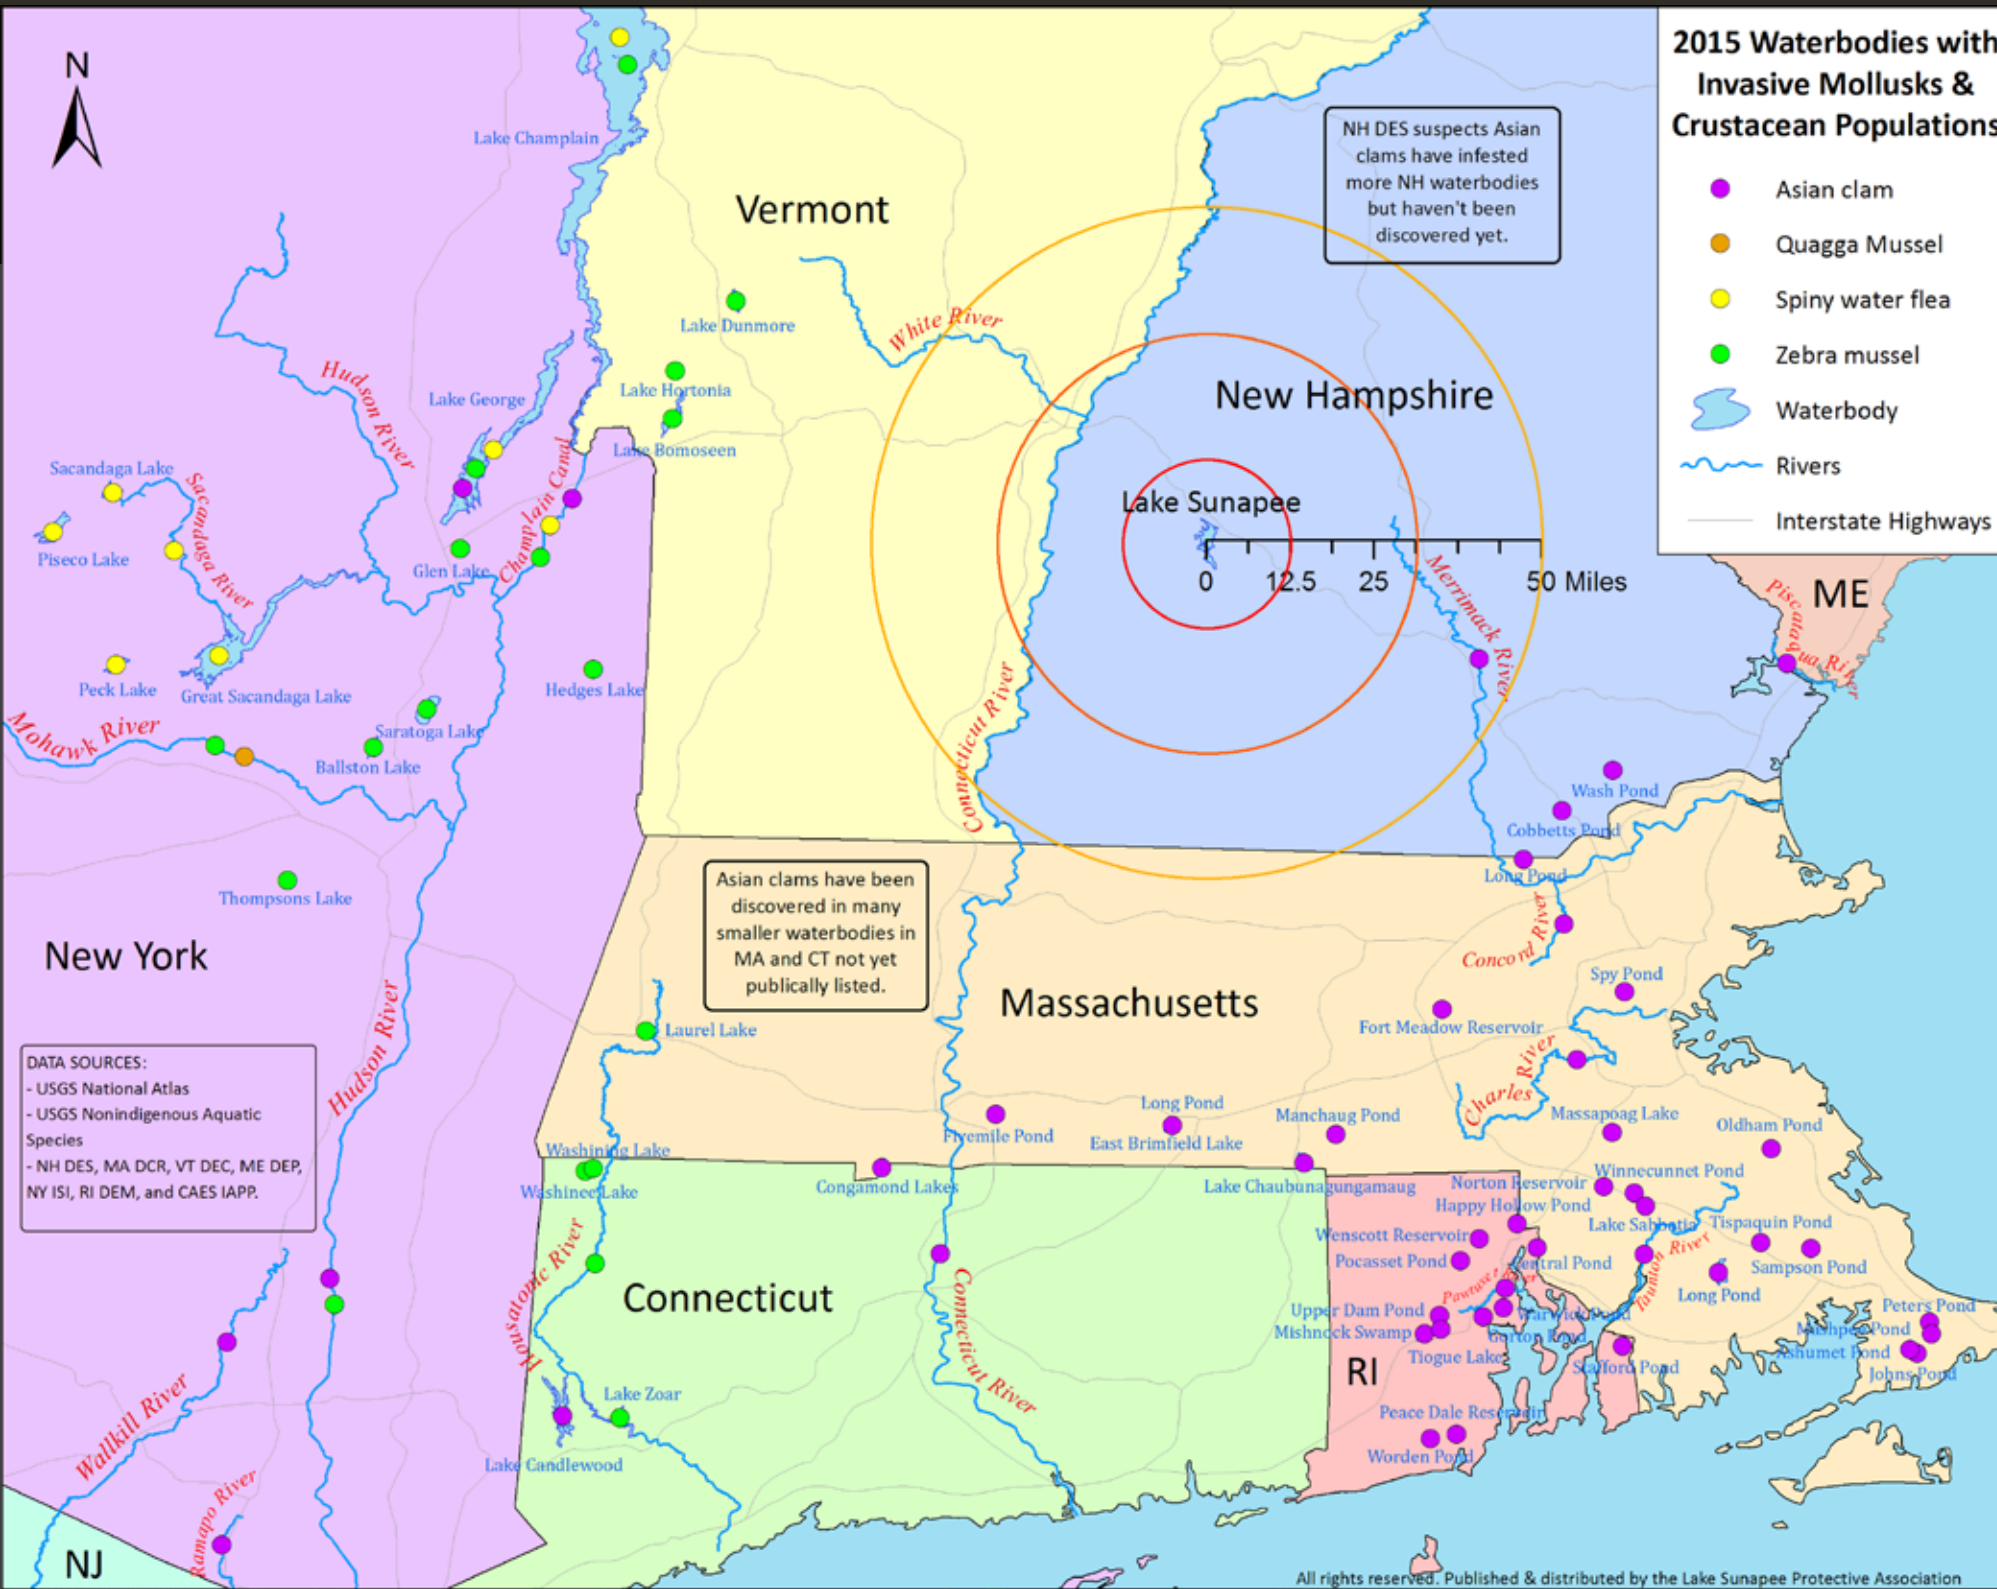 2015 Waterbodies with
Invasive Mollusks &
Crustacean Populations
Asian clam
Quagga Mussel
Spiny water flea
Zebra mussel
Waterbody
Rivers
Interstate Highways
N
Lake Champlain
Vermont
NH DES suspects Asian
clams have infested
more NH waterbodies
but haven't been
discovered yet.
Lake Dunmore
White River
Hudson River
Lake George
Lake Hortonia
Lake Bomoseen
New Hampshire
Sacandaga Lake
Sacandaga River
Champlain Canal
Lake Sunapee
Piseco Lake
Glen Lake
0 12.5 25 50 Miles
Merrimack River
Piscataqua River
ME
Peck Lake
Great Sacandaga Lake
Hedges Lake
Mohawk River
Saratoga Lake
Ballston Lake
Connecticut River
Wash Pond
Cobbetts Pond
Long Pond
Thompsons Lake
Asian clams have been
discovered in many
smaller waterbodies in
MA and CT not yet
publically listed.
New York
Concord River
Spy Pond
Massachusetts
Fort Meadow Reservoir
Laurel Lake
Hudson River
DATA SOURCES:
- USGS National Atlas
- USGS Nonindigenous Aquatic
Species
- NH DES, MA DCR, VT DEC, ME DEP,
NY ISI, RI DEM, and CAES IAPP.
Charles River
Fivemile Pond
Long Pond
East Brimfield Lake
Manchaug Pond
Massapoag Lake
Oldham Pond
Washining Lake
Washinee Lake
Congamond Lakes
Lake Chaubunagungamaug
Winnecunnet Pond
Norton Reservoir
Happy Hollow Pond
Lake Sabbatia
Tispaquin Pond
Wenscott Reservoir
Pocasset Pond
Central Pond
Sampson Pond
Housatonic River
Connecticut
Connecticut River
Pawtuxet River
Taunton River
Long Pond
Upper Dam Pond
Warwick Pond
Peters Pond
Mishnock Swamp
Gorton Pond
Mashpee Pond
Tiogue Lake
Ashumet Pond
RI
Stafford Pond
Johns Pond
Wallkill River
Lake Zoar
Peace Dale Reservoir
Lake Candlewood
Worden Pond
Ramapo River
NJ
All rights reserved. Published & distributed by the Lake Sunapee Protective Association